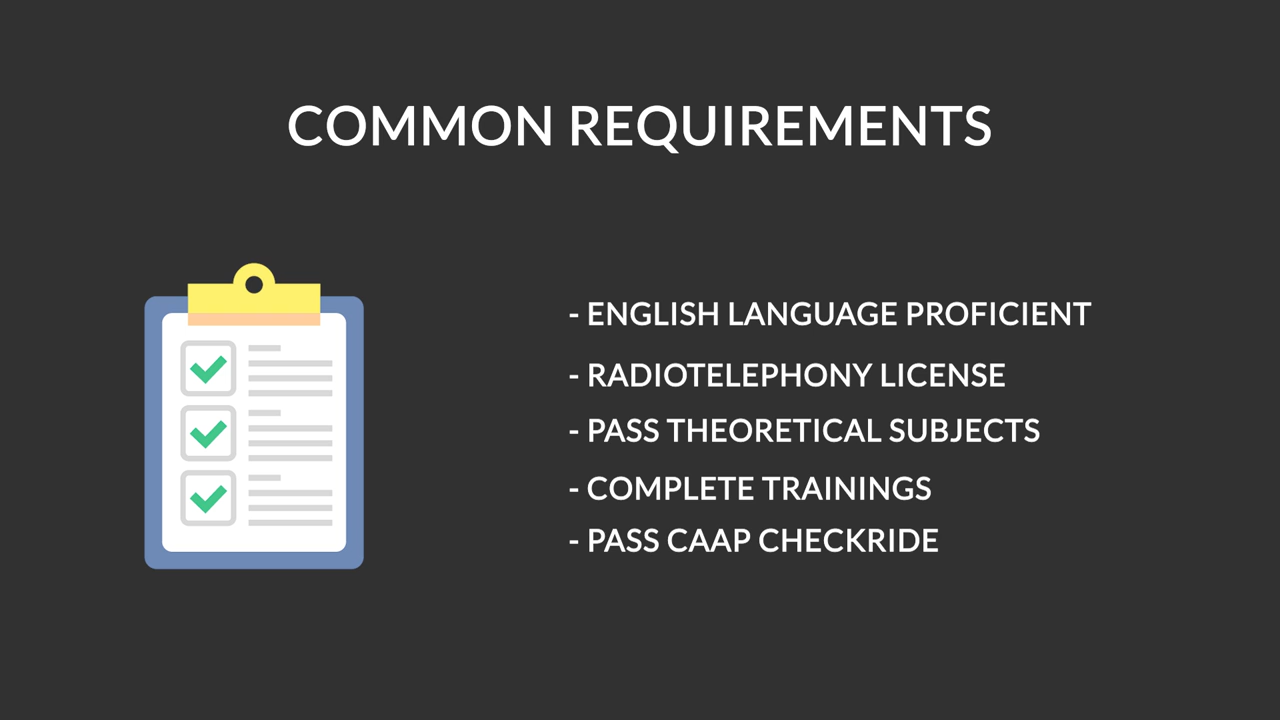 COMMON REQUIREMENTS
- ENGLISH LANGUAGE PROFICIENT
- RADIOTELEPHONY LICENSE
- PASS THEORETICAL SUBJECTS
- COMPLETE TRAININGS
- PASS CAAP CHECKRIDE